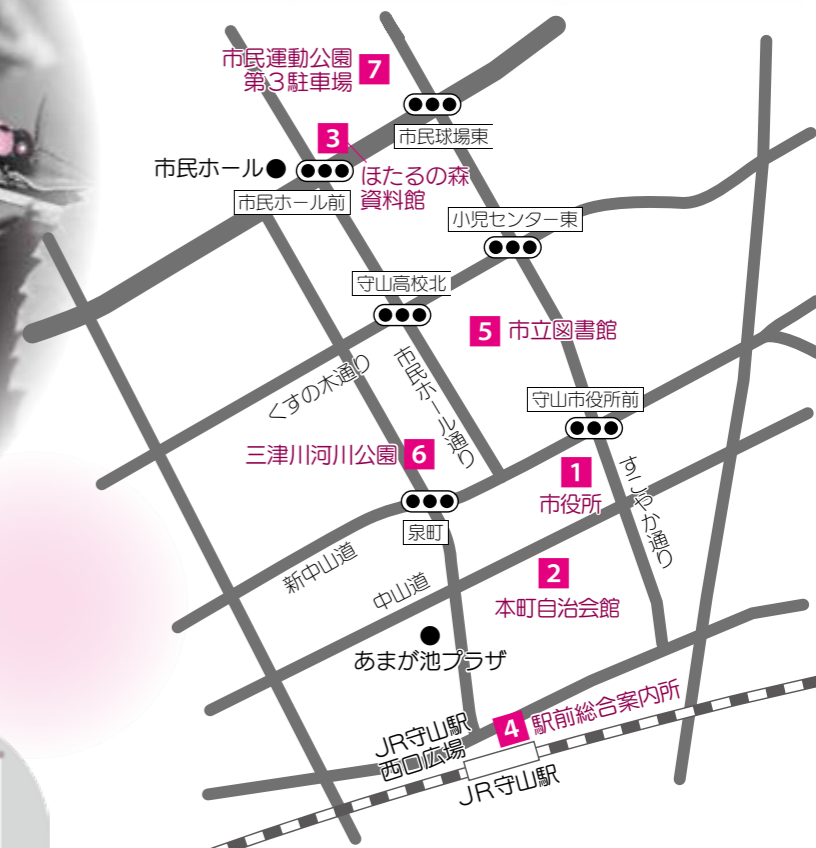 市民運動公園
第3駐車場
7
市民球場東
3
市民ホール
ほたるの森
資料館
市民ホール前
小児センター東
守山高校北
5 市立図書館
くすの木通り
市民ホール通り
守山市役所前
三津川河川公園 6
1
市役所
すこやか通り
泉町
新中山道
中山道
2
本町自治会館
あまが池プラザ
4 駅前総合案内所
JR守山駅
西口広場
JR守山駅